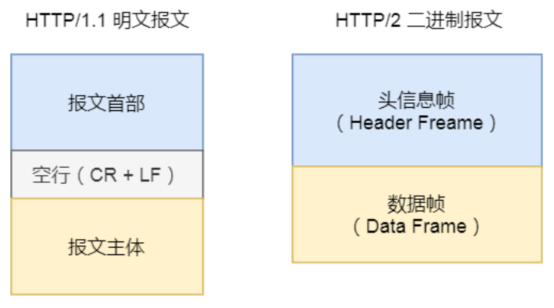 HTTP/1.1 明文报文
报文首部
空行（CR + LF）
报文主体
HTTP/2 二进制报文
头信息帧
（Header Freame）
数据帧
（Data Frame）